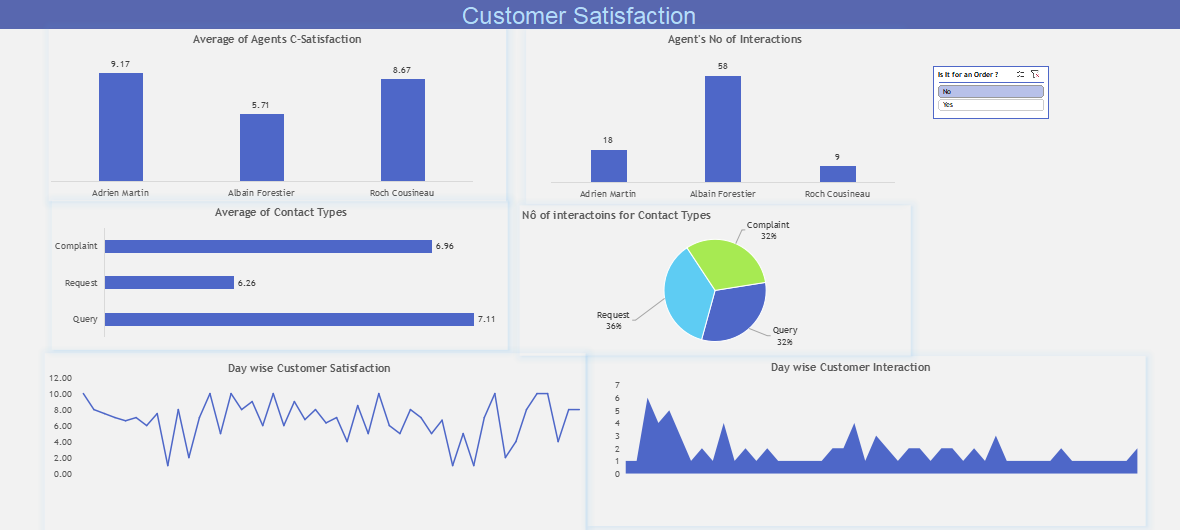 Customer Satisfaction
Average of Agents C-Satisfaction
9.17
5.71
8.67
Adrien Martin
Albain Forestier
Roch Cousineau
Agent's No of Interactions
18
58
9
Adrien Martin
Albain Forestier
Roch Cousineau
Is It for an Order ?
No
Yes
Average of Contact Types
Complaint
6.96
Request
6.26
Query
7.11
Nô of interactoins for Contact Types
Complaint
32%
Request
36%
Query
32%
Day wise Customer Satisfaction
12.00
10.00
8.00
6.00
4.00
2.00
0.00
Day wise Customer Interaction
7
6
5
4
3
2
1
0